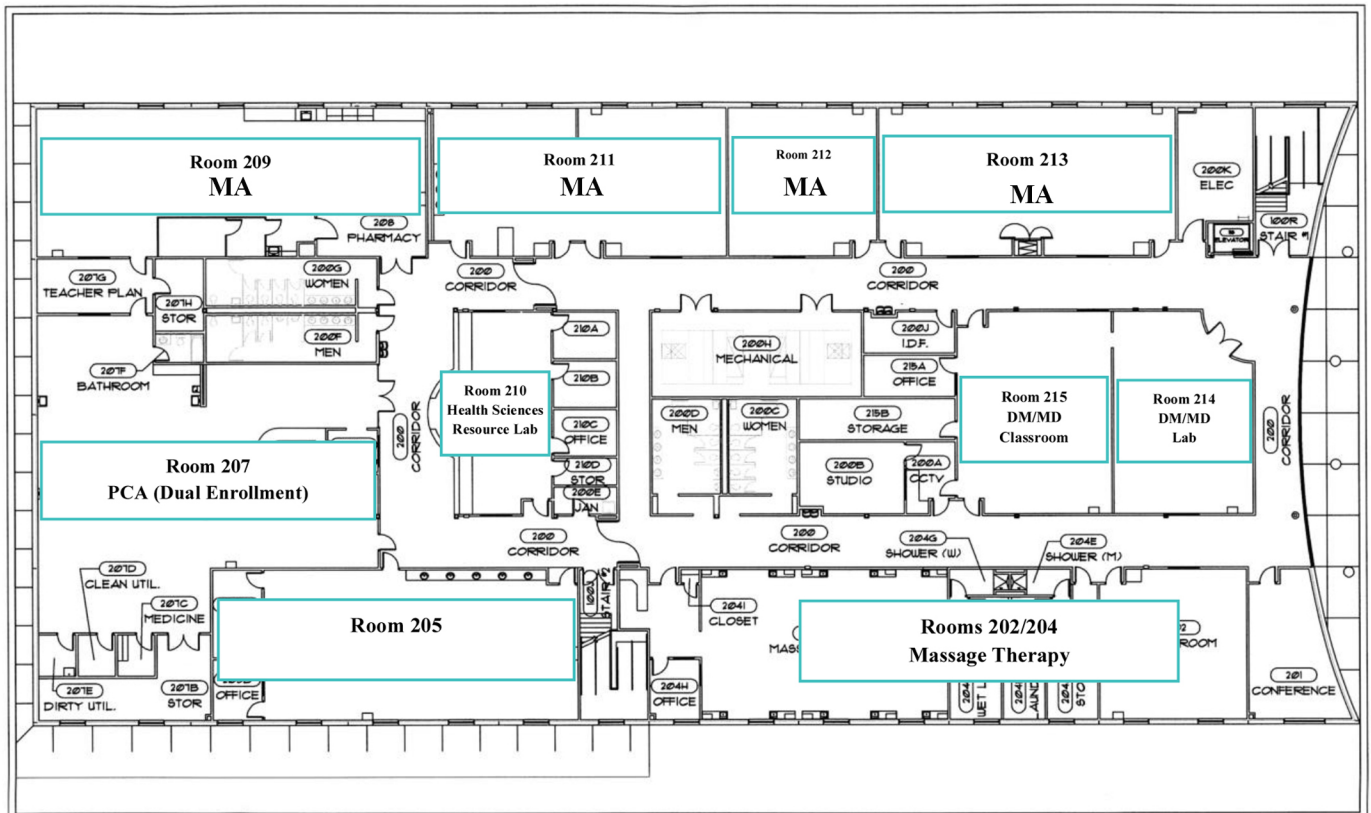 Room 209
MA
Room 211
MA
Room 212
MA
Room 213
MA
200K
ELEC
ELEVATOR
100R
STAIR #1
208
PHARMACY
207G
TEACHER PLAN
207H
STOR
200G
WOMEN
200F
MEN
207F
BATHROOM
200
CORRIDOR
200
CORRIDOR
210A
210B
210C
OFFICE
210D
STOR
200E
JAN
Room 210
Health Sciences
Resource Lab
200
CORRIDOR
200H
MECHANICAL
200J
I.D.F.
215A
OFFICE
215B
STORAGE
200D
MEN
200C
WOMEN
200B
STUDIO
200A
CCTV
Room 215
DM/MD
Classroom
Room 214
DM/MD
Lab
200
CORRIDOR
Room 207
PCA (Dual Enrollment)
200
CORRIDOR
200
CORRIDOR
204G
SHOWER (W)
204E
SHOWER (M)
207D
CLEAN UTIL.
207C
MEDICINE
207E
DIRTY UTIL.
207B
STOR
OFFICE
Room 205
STAIR #2
204I
CLOSET
204H
OFFICE
Rooms 202/204
Massage Therapy
MAS
ROOM
WET L
AUND
STO
201
CONFERENCE